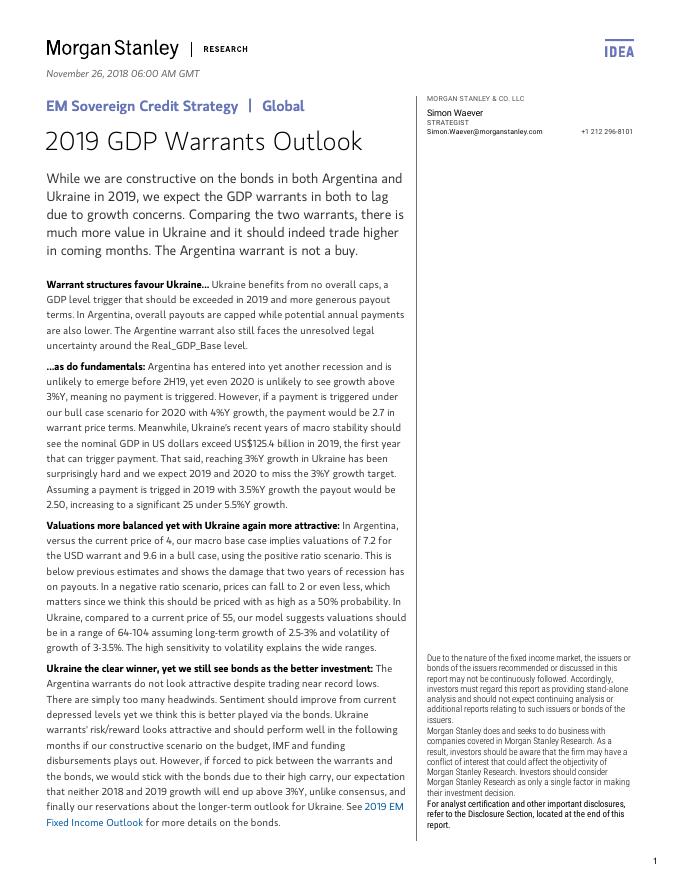 Morgan Stanley | RESEARCH
IDEA
November 26, 2018 06:00 AM GMT
EM Sovereign Credit Strategy | Global
2019 GDP Warrants Outlook
While we are constructive on the bonds in both Argentina and
Ukraine in 2019, we expect the GDP warrants in both to lag
due to growth concerns. Comparing the two warrants, there is
much more value in Ukraine and it should indeed trade higher
in coming months. The Argentina warrant is not a buy.
Warrant structures favour Ukraine... Ukraine benefits from no overall caps, a
GDP level trigger that should be exceeded in 2019 and more generous payout
terms. In Argentina, overall payouts are capped while potential annual payments
are also lower. The Argentine warrant also still faces the unresolved legal
uncertainty around the Real_GDP_Base level.
...as do fundamentals: Argentina has entered into yet another recession and is
unlikely to emerge before 2H19, yet even 2020 is unlikely to see growth above
3%Y, meaning no payment is triggered. However, if a payment is triggered under
our bull case scenario for 2020 with 4%Y growth, the payment would be 2.7 in
warrant price terms. Meanwhile, Ukraine's recent years of macro stability should
see the nominal GDP in US dollars exceed US$125.4 billion in 2019, the first year
that can trigger payment. That said, reaching 3%Y growth in Ukraine has been
surprisingly hard and we expect 2019 and 2020 to miss the 3%Y growth target.
Assuming a payment is trigged in 2019 with 3.5%Y growth the payout would be
2.50, increasing to a significant 25 under 5.5%Y growth.
Valuations more balanced yet with Ukraine again more attractive: In Argentina,
versus the current price of 4, our macro base case implies valuations of 7.2 for
the USD warrant and 9.6 in a bull case, using the positive ratio scenario. This is
below previous estimates and shows the damage that two years of recession has
on payouts. In a negative ratio scenario, prices can fall to 2 or even less, which
matters since we think this should be priced with as high as a 50% probability. In
Ukraine, compared to a current price of 55, our model suggests valuations should
be in a range of 64-104 assuming long-term growth of 2.5-3% and volatility of
growth of 3-3.5%. The high sensitivity to volatility explains the wide ranges.
Ukraine the clear winner, yet we still see bonds as the better investment: The
Argentina warrants do not look attractive despite trading near record lows.
There are simply too many headwinds. Sentiment should improve from current
depressed levels yet we think this is better played via the bonds. Ukraine
warrants' risk/reward looks attractive and should perform well in the following
months if our constructive scenario on the budget, IMF and funding
disbursements plays out. However, if forced to pick between the warrants and
the bonds, we would stick with the bonds due to their high carry, our expectation
that neither 2018 and 2019 growth will end up above 3%Y, unlike consensus, and
finally our reservations about the longer-term outlook for Ukraine. See 2019 EM
Fixed Income Outlook for more details on the bonds.
MORGAN STANLEY & CO. LLC
Simon Waever
STRATEGIST
Simon.Waever@morganstanley.com +1 212 296-8101
Due to the nature of the fixed income market, the issuers or
bonds of the issuers recommended or discussed in this
report may not be continuously followed. Accordingly,
investors must regard this report as providing stand-alone
analysis and should not expect continuing analysis or
additional reports relating to such issuers or bonds of the
issuers.
Morgan Stanley does and seeks to do business with
companies covered in Morgan Stanley Research. As a
result, investors should be aware that the firm may have a
conflict of interest that could affect the objectivity of
Morgan Stanley Research. Investors should consider
Morgan Stanley Research as only a single factor in making
their investment decision.
For analyst certification and other important disclosures,
refer to the Disclosure Section, located at the end of this
report.
1